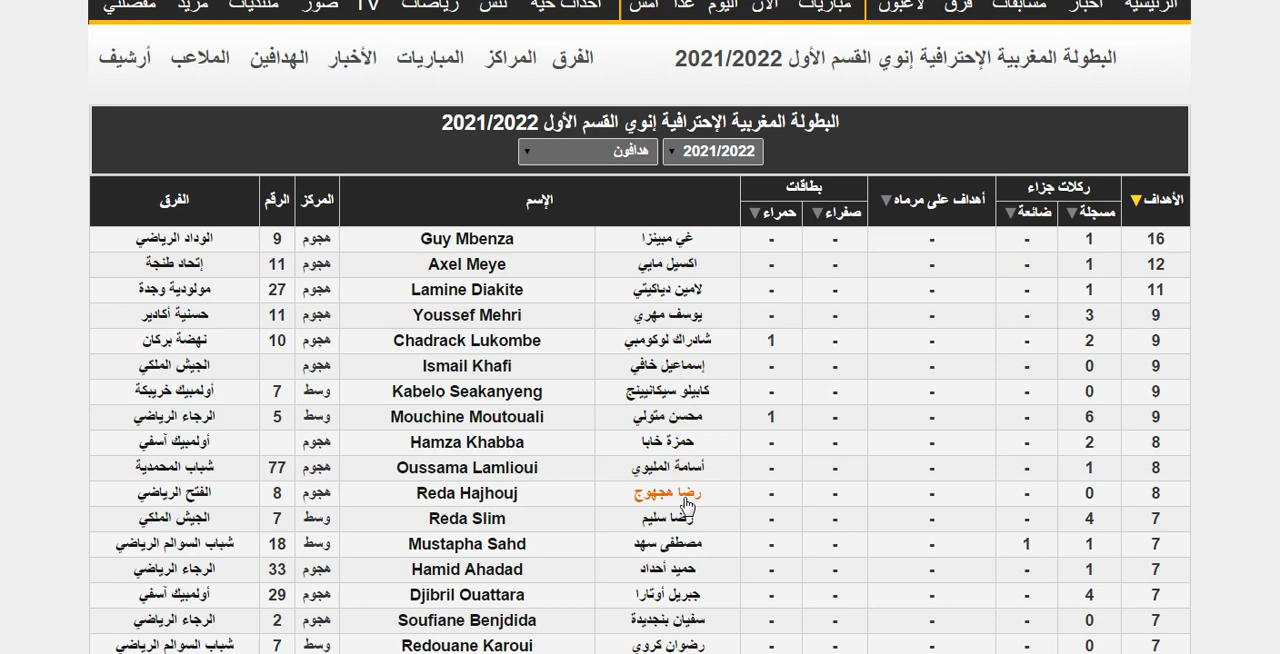 الرئيسية أخبار مسابقات فرق لاعبون مباريات الآن اليوم غدا أمس أحداث حية تنس رياضات TV صور منتديات مزيد مفضلتي
البطولة المغربية الإحترافية إنوي القسم الأول 2021/2022 الفرق المراكز المباريات الأخبار الهدافين الملاعب أرشيف
البطولة المغربية الإحترافية إنوي القسم الأول 2021/2022
2021/2022 هدافون
الأهداف ركلات جزاء أهداف على مرماه بطاقات الإسم المركز الرقم الفرق
مسجلة ضائعة صفراء حمراء
16 1 - - - - غي مبينزا Guy Mbenza هجوم 9 الوداد الرياضي
12 1 - - - - اكسيل مايي Axel Meye هجوم 11 إتحاد طنجة
11 1 - - - - لامين دياكيتي Lamine Diakite هجوم 27 مولودية وجدة
9 3 - - - - يوسف مهري Youssef Mehri هجوم 11 حسنية أكادير
9 2 - - - 1 شادراك لوكومبي Chadrack Lukombe هجوم 10 نهضة بركان
9 0 - - - - إسماعيل خافي Ismail Khafi هجوم الجيش الملكي
9 0 - - - - كابيلو سيكانيينج Kabelo Seakanyeng وسط 7 أولمبيك خريبكة
9 6 - - - 1 محسن متولي Mouchine Moutouali وسط 5 الرجاء الرياضي
8 2 - - - - حمزة خابا Hamza Khabba هجوم أولمبيك آسفي
8 1 - - - - أسامة المليوي Oussama Lamlioui هجوم 77 شباب المحمدية
8 0 - - - - رضا هجهوج Reda Hajhouj هجوم 8 الفتح الرياضي
7 4 - - - - رضا سليم Reda Slim وسط 7 الجيش الملكي
7 1 1 - - - مصطفى سهد Mustapha Sahd وسط 18 شباب السوالم الرياضي
7 1 - - - - حميد أحداد Hamid Ahadad هجوم 33 الرجاء الرياضي
7 4 - - - - جبريل أوتارا Djibril Ouattara هجوم 29 أولمبيك آسفي
7 0 - - - - سفيان بنجديدة Soufiane Benjdida هجوم 2 الرجاء الرياضي
7 0 - - - - رضوان كروي Redouane Karoui وسط 7 شباب السوالم الرياضي